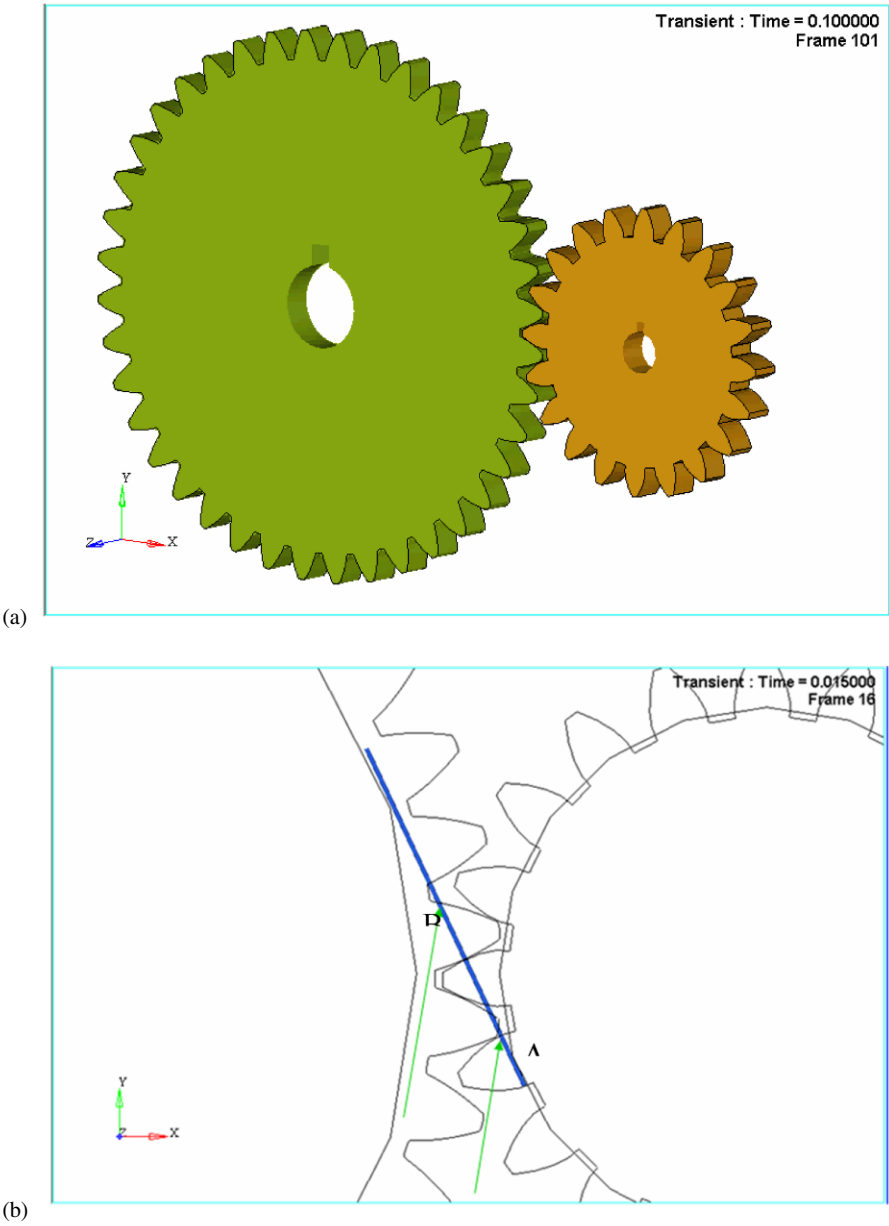 Transient : Time = 0.100000
Frame 101
Y
Z X
(a)
Transient : Time = 0.015000
Frame 16
B
A
Y
Z X
(b)